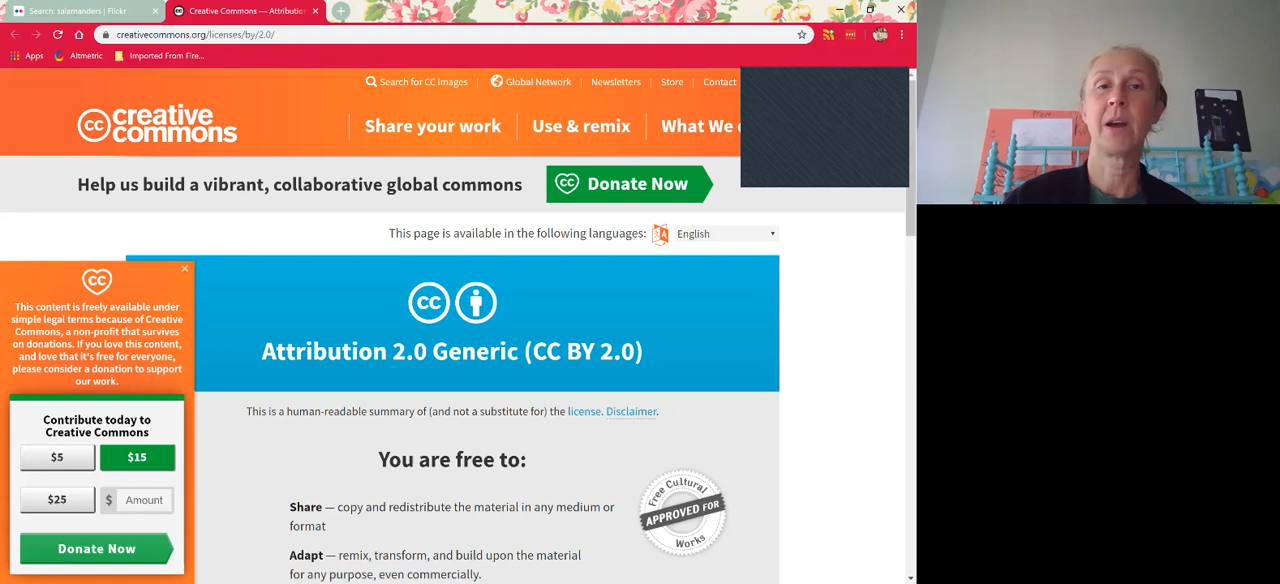 Search: salamanders | Flickr
Creative Commons — Attributio
creativecommons.org/licenses/by/2.0/
Apps
Altmetric
Imported From Fire...
Search for CC images
Global Network
Newsletters
Store
Contact
cc creative commons
Share your work
Use & remix
What We
Help us build a vibrant, collaborative global commons
Donate Now
This page is available in the following languages:
English
cc
This content is freely available under
simple legal terms because of Creative
Commons, a non-profit that survives
on donations. If you love this content,
and love that it's free for everyone,
please consider a donation to support
our work.
Contribute today to
Creative Commons
$5
$15
$25
$ Amount
Donate Now
cc
Attribution 2.0 Generic (CC BY 2.0)
This is a human-readable summary of (and not a substitute for) the license. Disclaimer.
You are free to:
Share — copy and redistribute the material in any medium or
format
Adapt — remix, transform, and build upon the material
for any purpose, even commercially.
Free Cultural
APPROVED FOR
Works